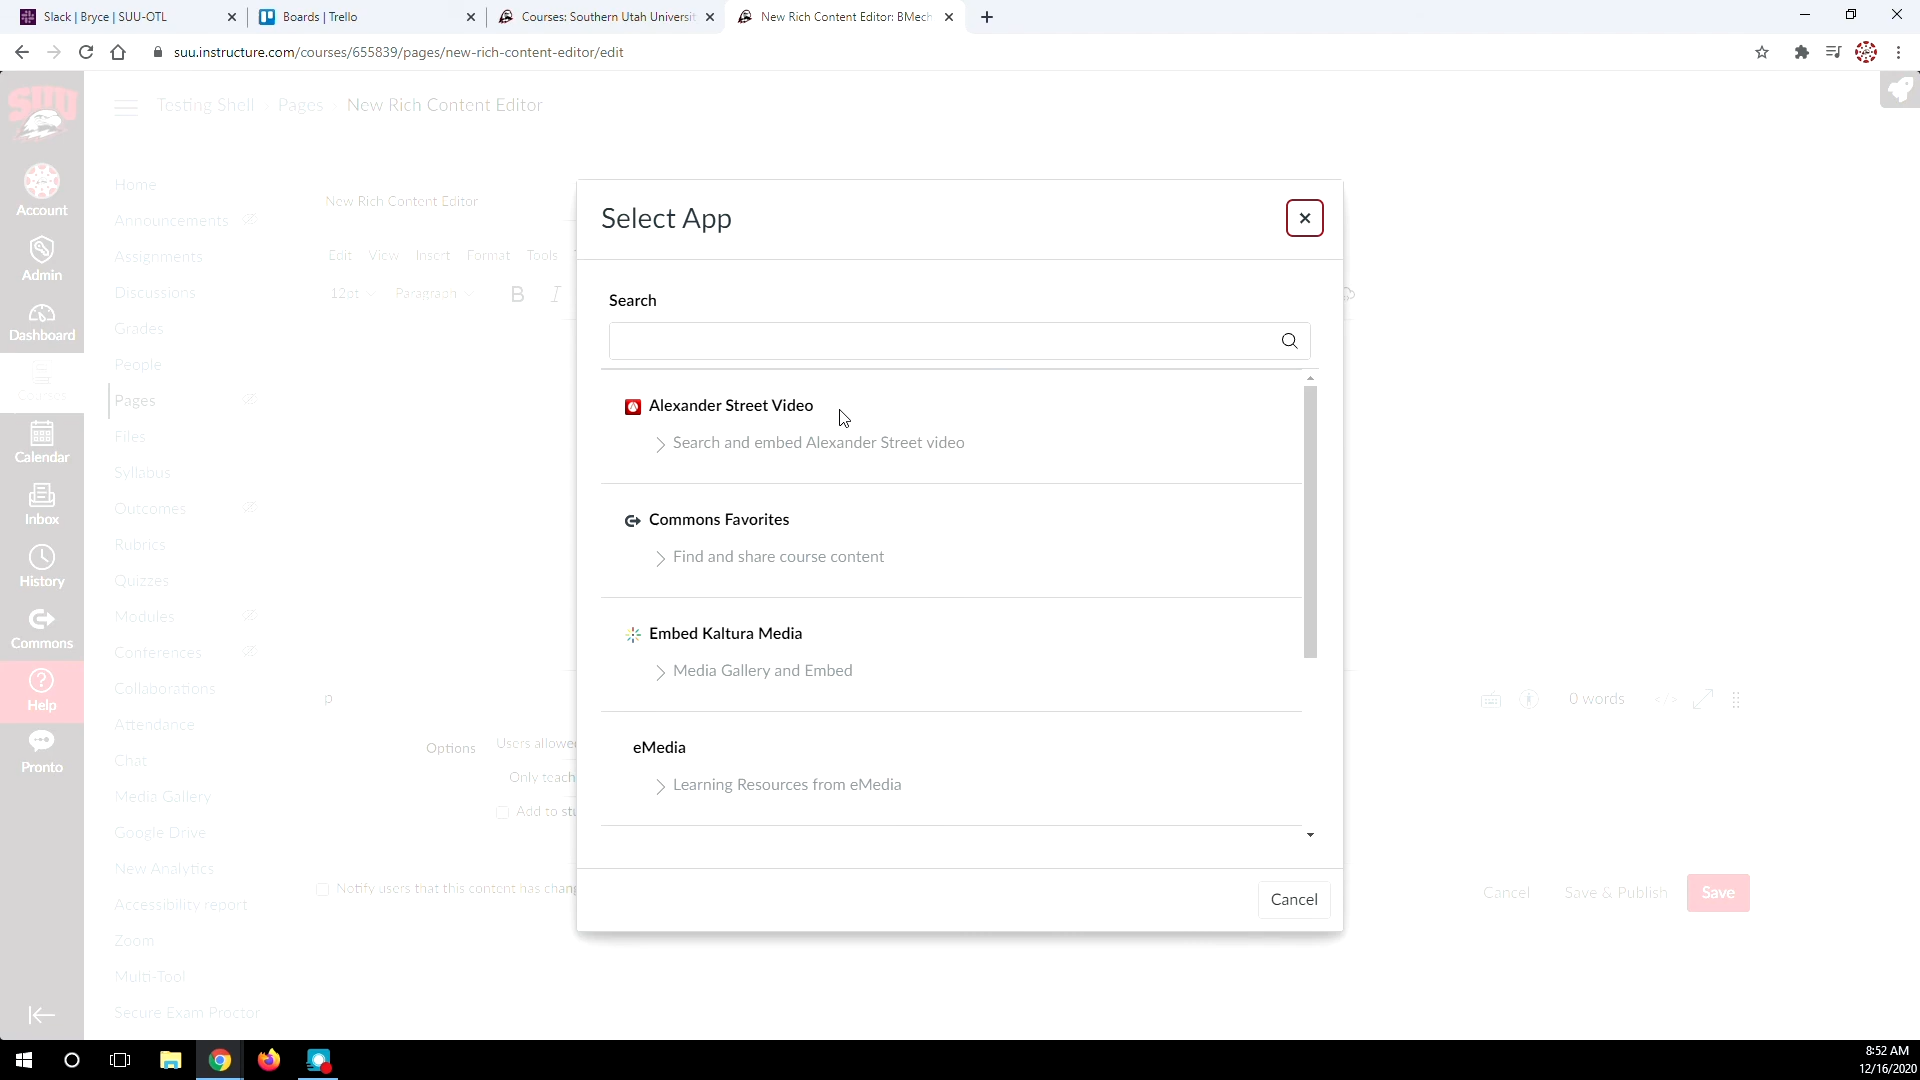 Slack | Bryce | SUU-OTL
Boards | Trello
Courses: Southern Utah Universit
New Rich Content Editor: BMech
suu.instructure.com/courses/655839/pages/new-rich-content-editor/edit
SUU
Testing Shell
Pages
New Rich Content Editor
Account
Admin
Dashboard
Courses
Calendar
Inbox
History
Commons
Help
Pronto
Home
Announcements
Assignments
Discussions
Grades
People
Pages
Files
Syllabus
Outcomes
Rubrics
Quizzes
Modules
Conferences
Collaborations
Attendance
Chat
Media Gallery
Google Drive
New Analytics
Accessibility report
Zoom
Multi-Tool
Secure Exam Proctor
New Rich Content Editor
Edit View Insert Format Tools
12pt Paragraph B I
p
0 words
</>
Options
Users allowe
Only teach
Add to stu
Notify users that this content has chang
Cancel
Save & Publish
Save
Select App
Search
Alexander Street Video
Search and embed Alexander Street video
Commons Favorites
Find and share course content
Embed Kaltura Media
Media Gallery and Embed
eMedia
Learning Resources from eMedia
Cancel
8:52 AM
12/16/2020